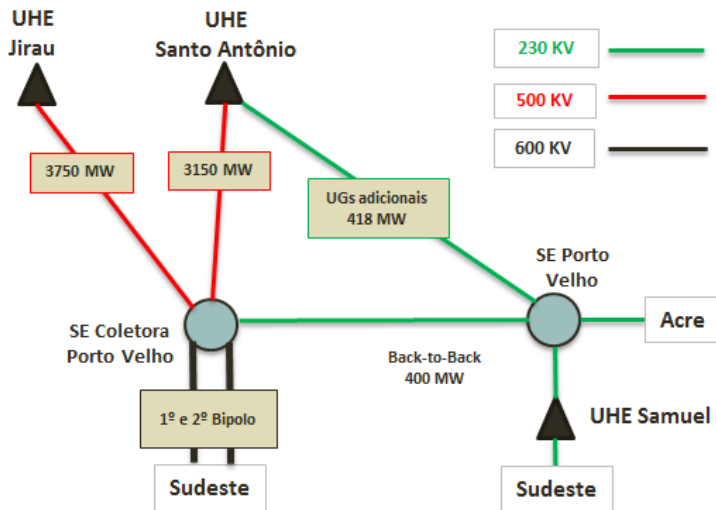 UHE
Jirau
UHE
Santo Antônio
230 KV
500 KV
600 KV
3750 MW
3150 MW
UGs adicionais
418 MW
SE Porto
Velho
SE Coletora
Porto Velho
Acre
Back-to-Back
400 MW
1º e 2º Bipolo
UHE Samuel
Sudeste
Sudeste